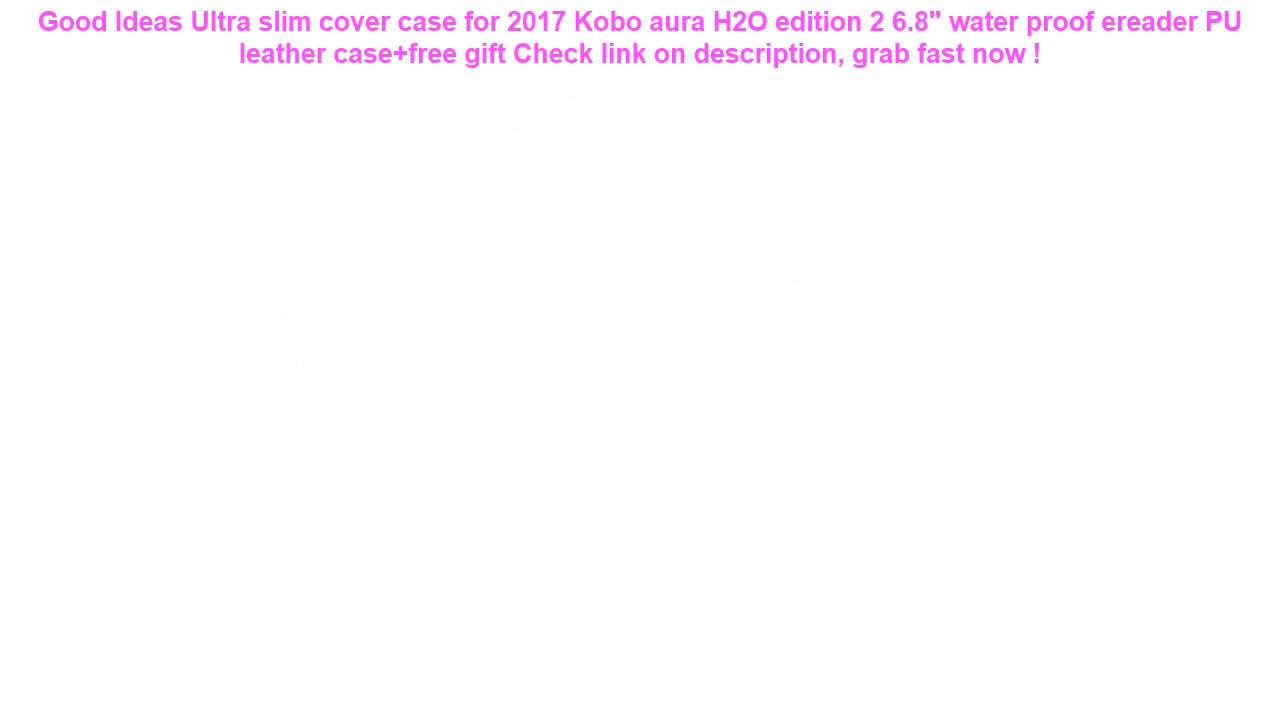 Good Ideas Ultra slim cover case for 2017 Kobo aura H2O edition 2 6.8" water proof ereader PU
leather case+free gift Check link on description, grab fast now !